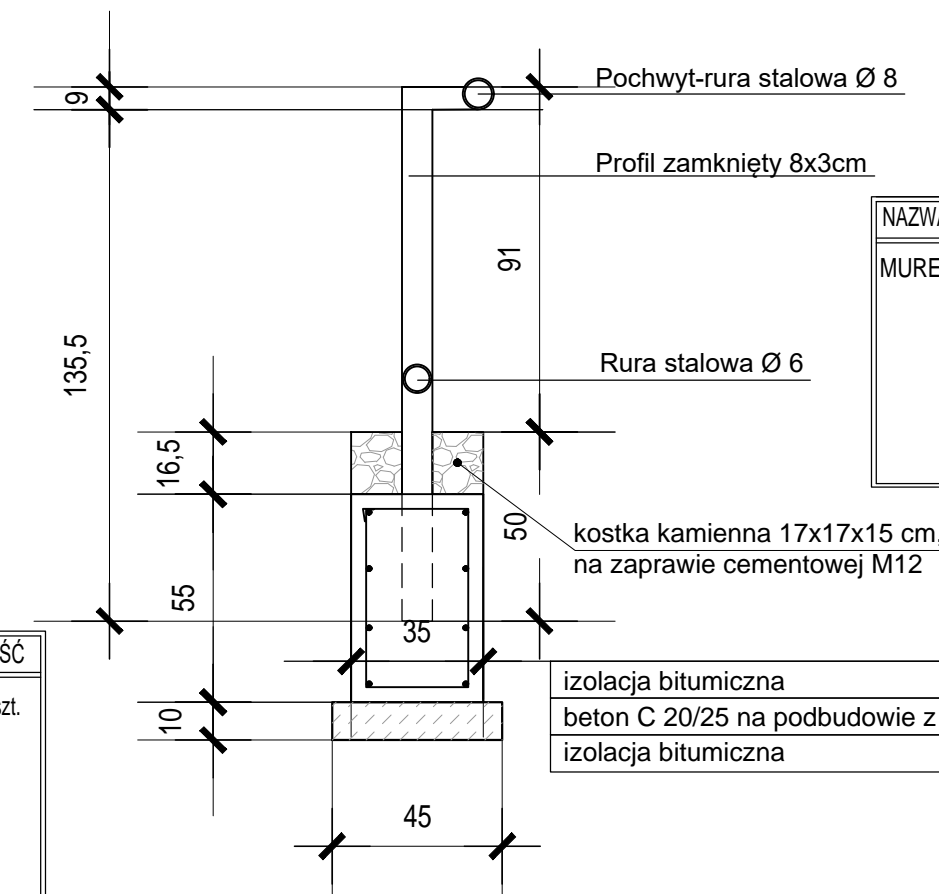 Pochwyt-rura stalowa Ø 8
9
Profil zamknięty 8x3cm
NAZWA
MURE
91
135,5
Rura stalowa Ø 6
16,5
50
kostka kamienna 17x17x15 cm,
na zaprawie cementowej M12
55
35
ŚĆ
szt.
izolacja bitumiczna
beton C 20/25 na podbudowie z
izolacja bitumiczna
10
45